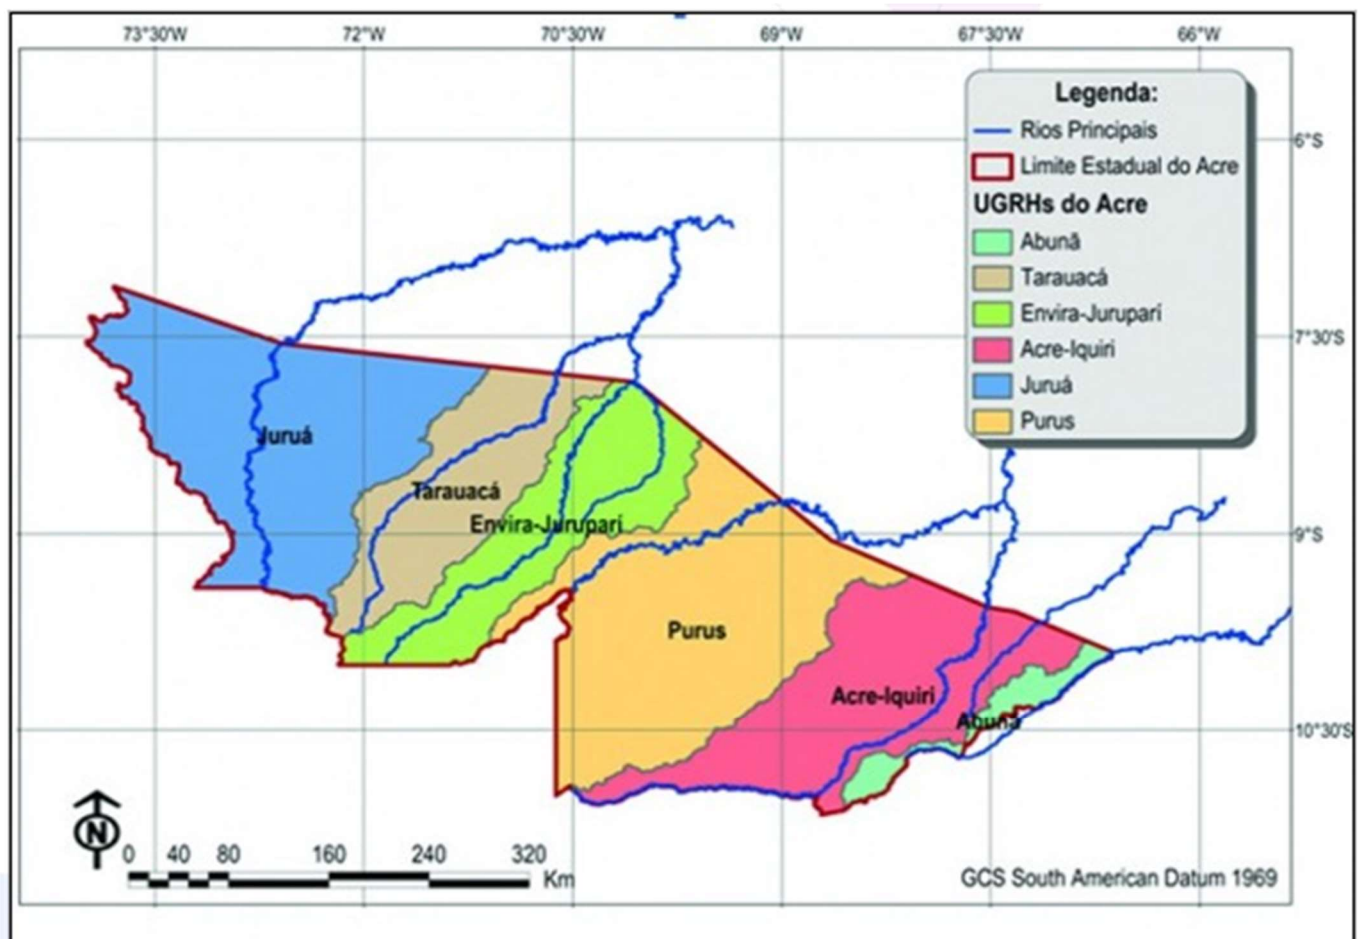 73°30'W 72°W 70°30'W 69°W 67°30'W 66°W
Legenda:
Rios Principais
Limite Estadual do Acre
UGRHs do Acre
Abunã
Tarauacá
Envira-Jurupari
Acre-Iquiri
Juruá
Purus
6°S
7°30'S
9°S
10°30'S
Juruá
Tarauacá
Envira-Jurupari
Purus
Acre-Iquiri
Abunã
N
0 40 80 160 240 320
Km
GCS South American Datum 1969